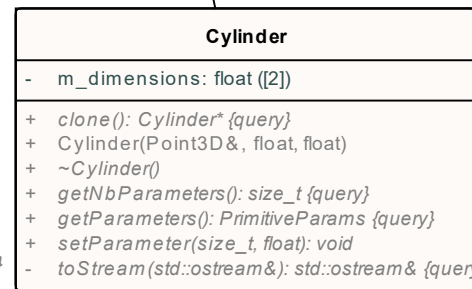 Cylinder
- m_dimensions: float ([2])
+ clone(): Cylinder* {query}
+ Cylinder(Point3D&, float, float)
+ ~Cylinder()
+ getNbParameters(): size_t {query}
+ getParameters(): PrimitiveParams {query}
+ setParameter(size_t, float): void
- toStream(std::ostream&): std::ostream& {query